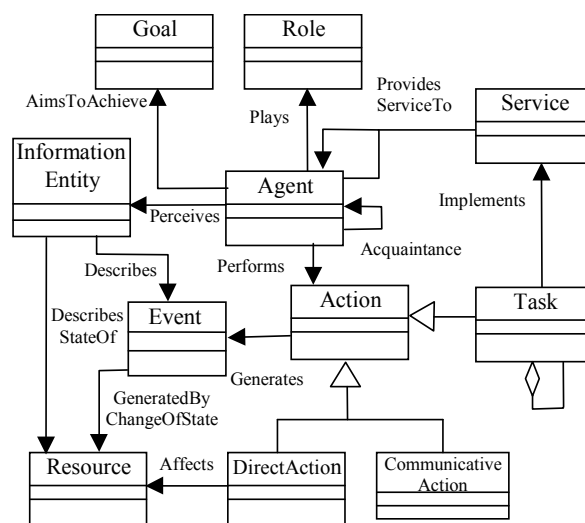 Goal
Role
AimsToAchieve
Plays
Provides
ServiceTo
Service
Information
Entity
Agent
Perceives
Implements
Acquaintance
Describes
Performs
Describes
StateOf
Event
Action
Task
Generates
GeneratedBy
ChangeOfState
Resource
Affects
DirectAction
Communicative
Action